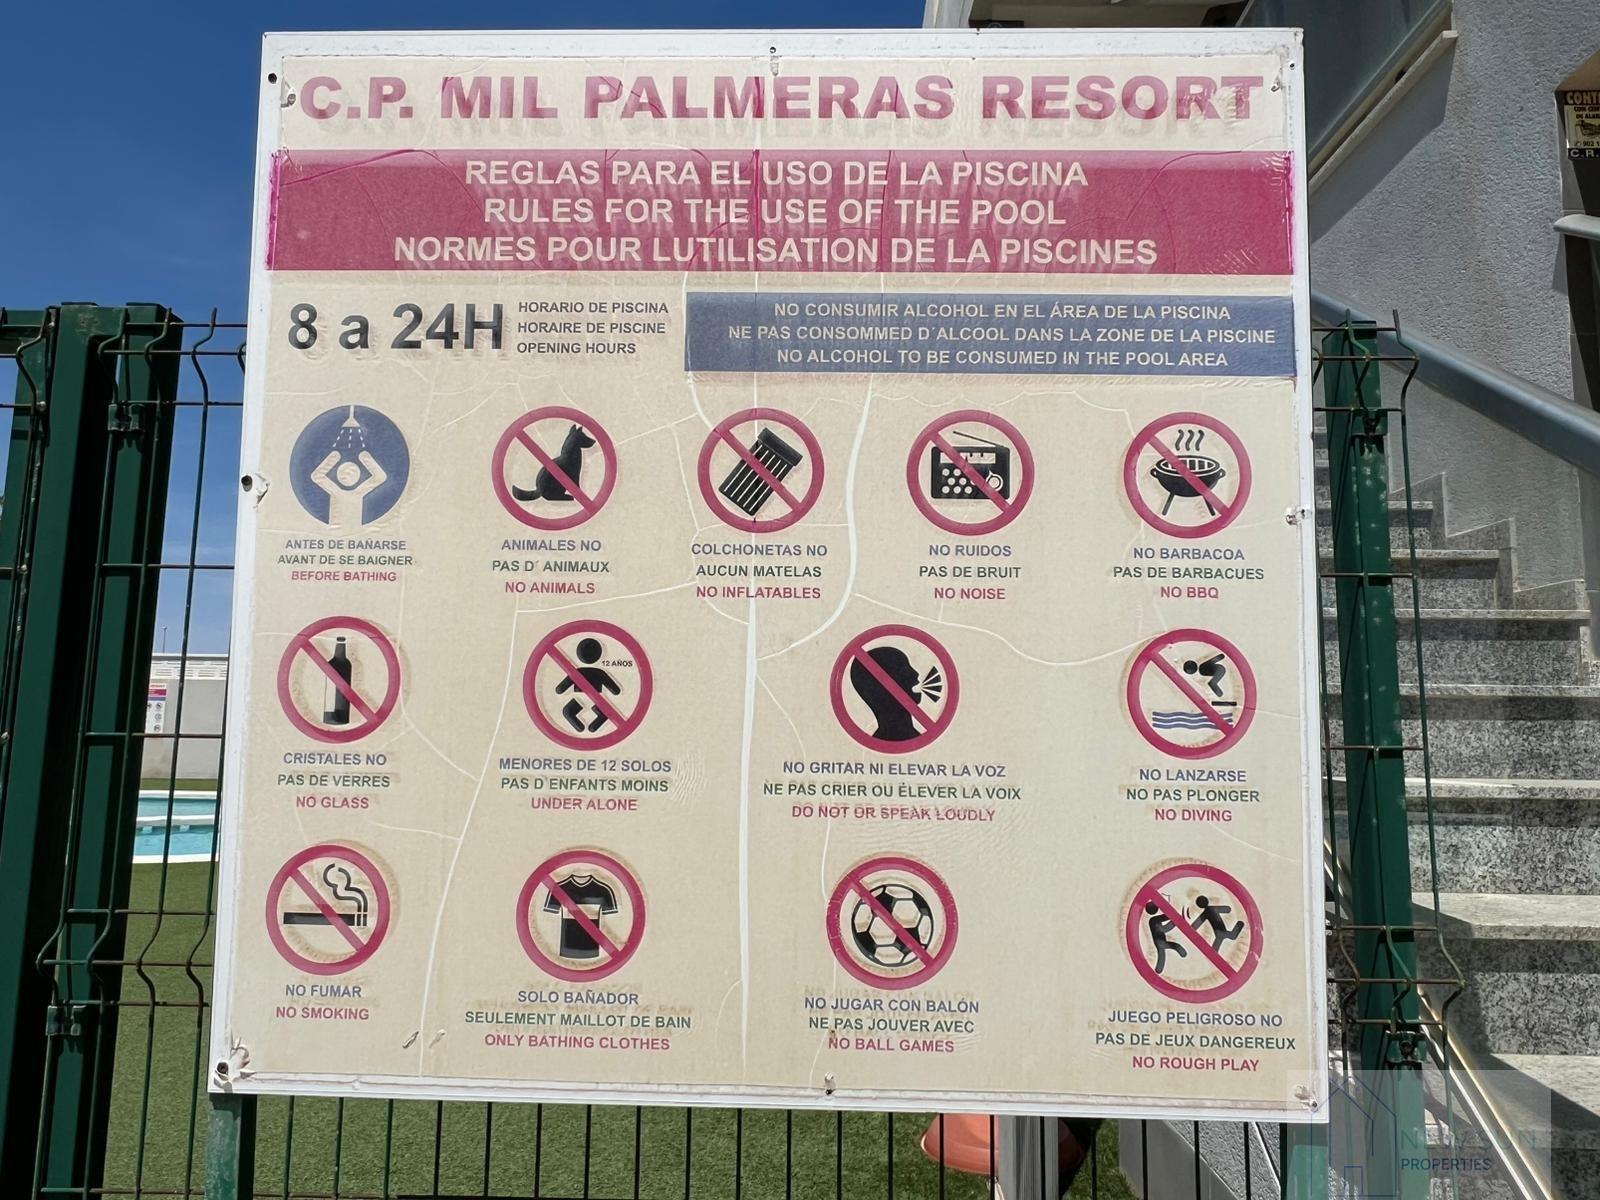 C.P. MIL PALMERAS RESORT
REGLAS PARA EL USO DE LA PISCINA
RULES FOR THE USE OF THE POOL
NORMES POUR LUTILISATION DE LA PISCINES
8 a 24H
HORARIO DE PISCINA
HORAIRE DE PISCINE
OPENING HOURS
NO CONSUMIR ALCOHOL EN EL ÁREA DE LA PISCINA
NE PAS CONSOMMED D´ALCOOL DANS LA ZONE DE LA PISCINE
NO ALCOHOL TO BE CONSUMED IN THE POOL AREA
ANTES DE BAÑARSE
AVANT DE SE BAIGNER
BEFORE BATHING
ANIMALES NO
PAS D´ ANIMAUX
NO ANIMALS
COLCHONETAS NO
AUCUN MATELAS
NO INFLATABLES
NO RUIDOS
PAS DE BRUIT
NO NOISE
NO BARBACOA
PAS DE BARBACUES
NO BBQ
CRISTALES NO
PAS DE VERRES
NO GLASS
12 AÑOS
MENORES DE 12 SOLOS
PAS D´ENFANTS MOINS
UNDER ALONE
NO GRITAR NI ELEVAR LA VOZ
NE PAS CRIER OU ÉLEVER LA VOIX
DO NOT OR SPEAK LOUDLY
NO LANZARSE
NO PAS PLONGER
NO DIVING
NO FUMAR
NO SMOKING
SOLO BAÑADOR
SEULEMENT MAILLOT DE BAIN
ONLY BATHING CLOTHES
NO JUGAR CON BALÓN
NE PAS JOUVER AVEC
NO BALL GAMES
JUEGO PELIGROSO NO
PAS DE JEUX DANGEREUX
NO ROUGH PLAY
NEW SUN
PROPERTIES